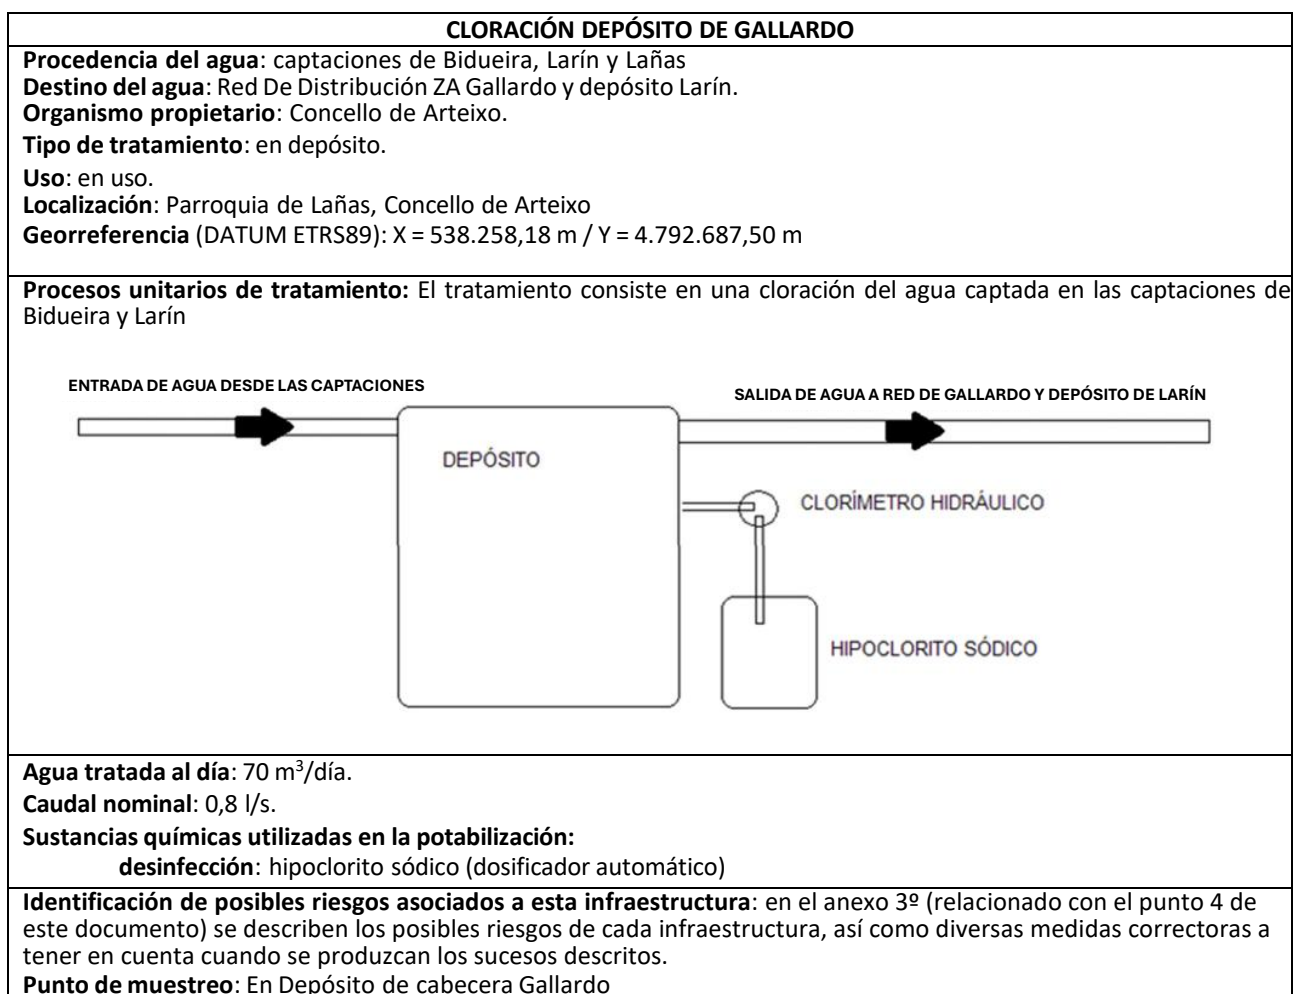 CLORACIÓN DEPÓSITO DE GALLARDO
Procedencia del agua: captaciones de Bidueira, Larín y Lañas
Destino del agua: Red De Distribución ZA Gallardo y depósito Larín.
Organismo propietario: Concello de Arteixo.
Tipo de tratamiento: en depósito.
Uso: en uso.
Localización: Parroquia de Lañas, Concello de Arteixo
Georreferencia (DATUM ETRS89): X = 538.258,18 m / Y = 4.792.687,50 m
Procesos unitarios de tratamiento: El tratamiento consiste en una cloración del agua captada en las captaciones de
Bidueira y Larín
ENTRADA DE AGUA DESDE LAS CAPTACIONES
SALIDA DE AGUA A RED DE GALLARDO Y DEPÓSITO DE LARÍN
DEPÓSITO
CLORÍMETRO HIDRÁULICO
HIPOCLORITO SÓDICO
Agua tratada al día: 70 m³/día.
Caudal nominal: 0,8 l/s.
Sustancias químicas utilizadas en la potabilización:
desinfección: hipoclorito sódico (dosificador automático)
Identificación de posibles riesgos asociados a esta infraestructura: en el anexo 3º (relacionado con el punto 4 de
este documento) se describen los posibles riesgos de cada infraestructura, así como diversas medidas correctoras a
tener en cuenta cuando se produzcan los sucesos descritos.
Punto de muestreo: En Depósito de cabecera Gallardo